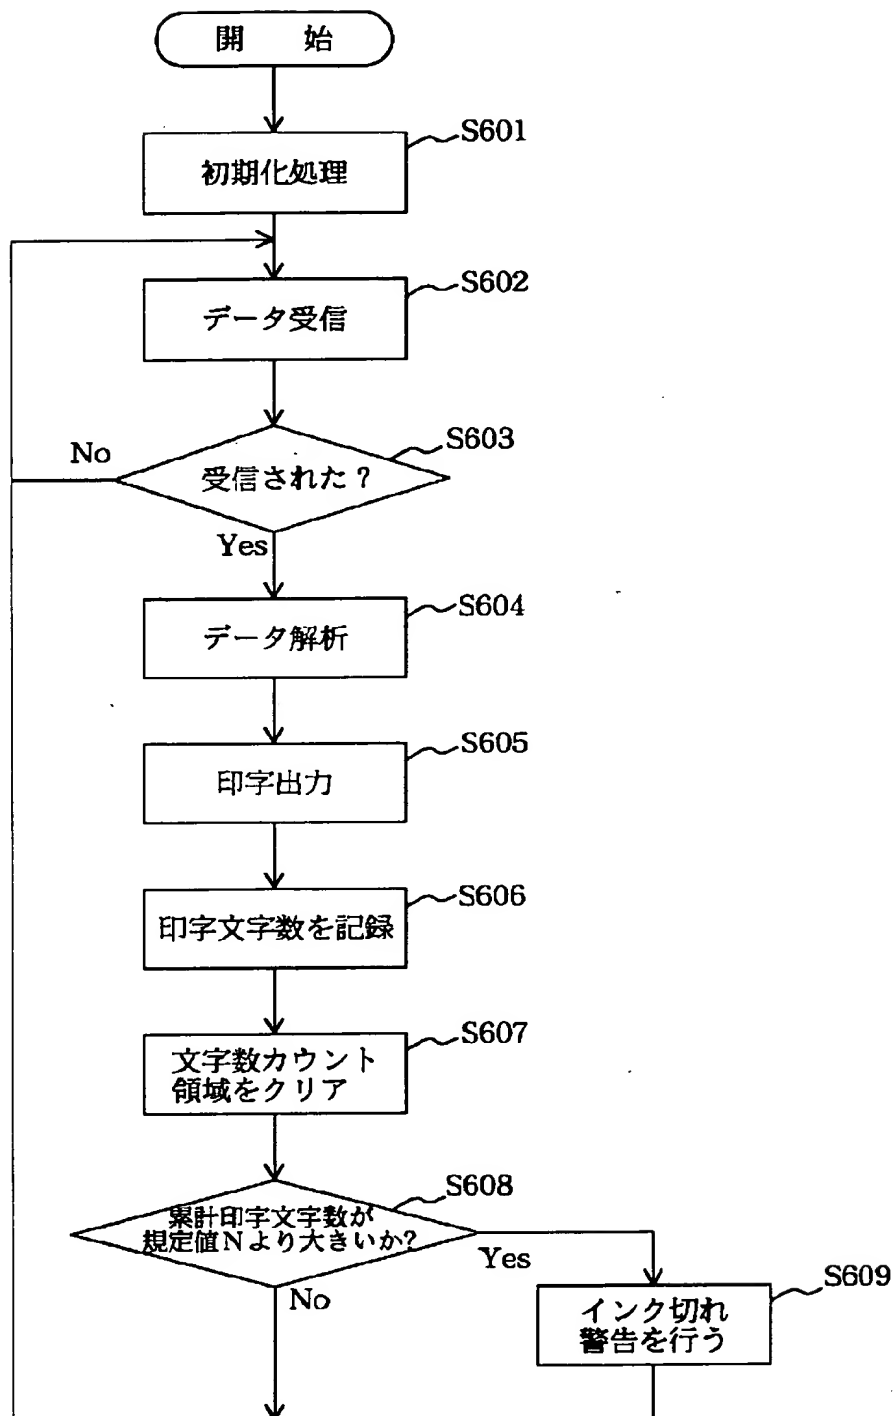 開 始
S601
初期化処理
S602
データ受信
S603
No
受信された?
Yes
S604
データ解析
S605
印字出力
S606
印字文字数を記録
S607
文字数カウント
領域をクリア
S608
累計印字文字数が
規定値Nより大きいか?
Yes
No
S609
インク切れ
警告を行う